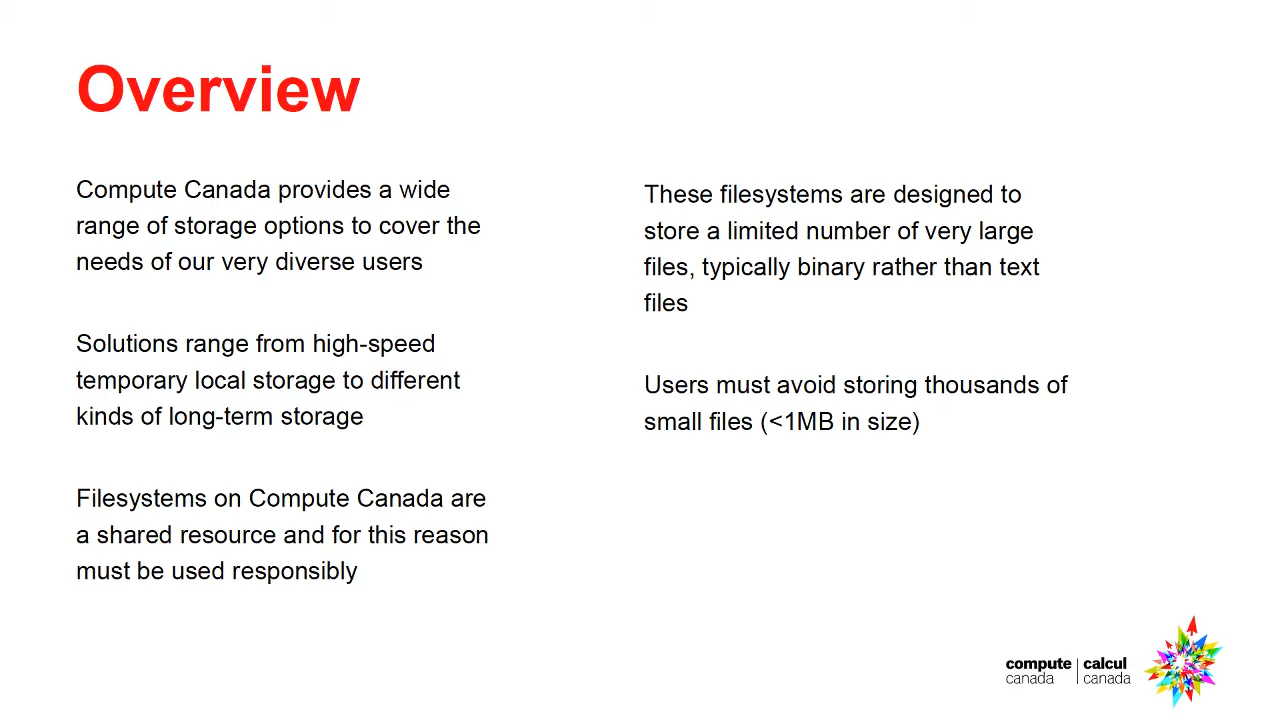 Overview
Compute Canada provides a wide
range of storage options to cover the
needs of our very diverse users
Solutions range from high-speed
temporary local storage to different
kinds of long-term storage
Filesystems on Compute Canada are
a shared resource and for this reason
must be used responsibly
These filesystems are designed to
store a limited number of very large
files, typically binary rather than text
files
Users must avoid storing thousands of
small files (<1MB in size)
compute | calcul
canada | canada